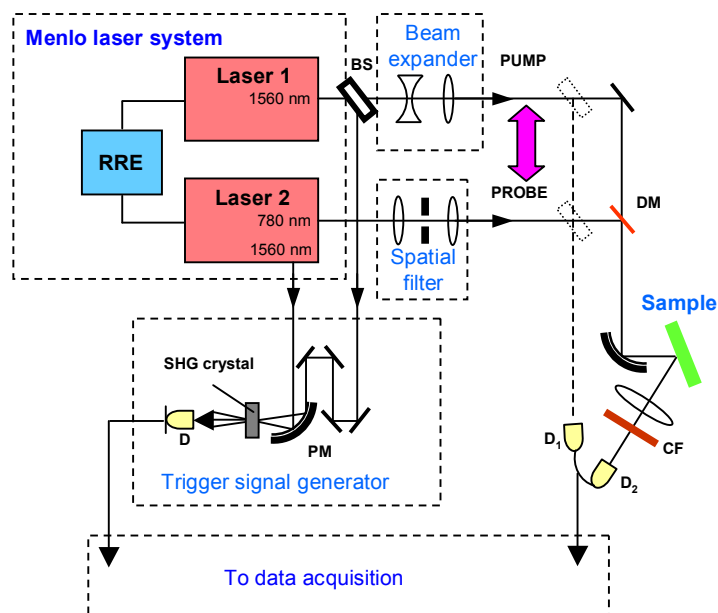 Menlo laser system
Laser 1
1560 nm
RRE
Laser 2
780 nm
1560 nm
BS
Beam
expander
PUMP
PROBE
Spatial
filter
DM
Sample
SHG crystal
D
PM
Trigger signal generator
D1
D2
CF
To data acquisition